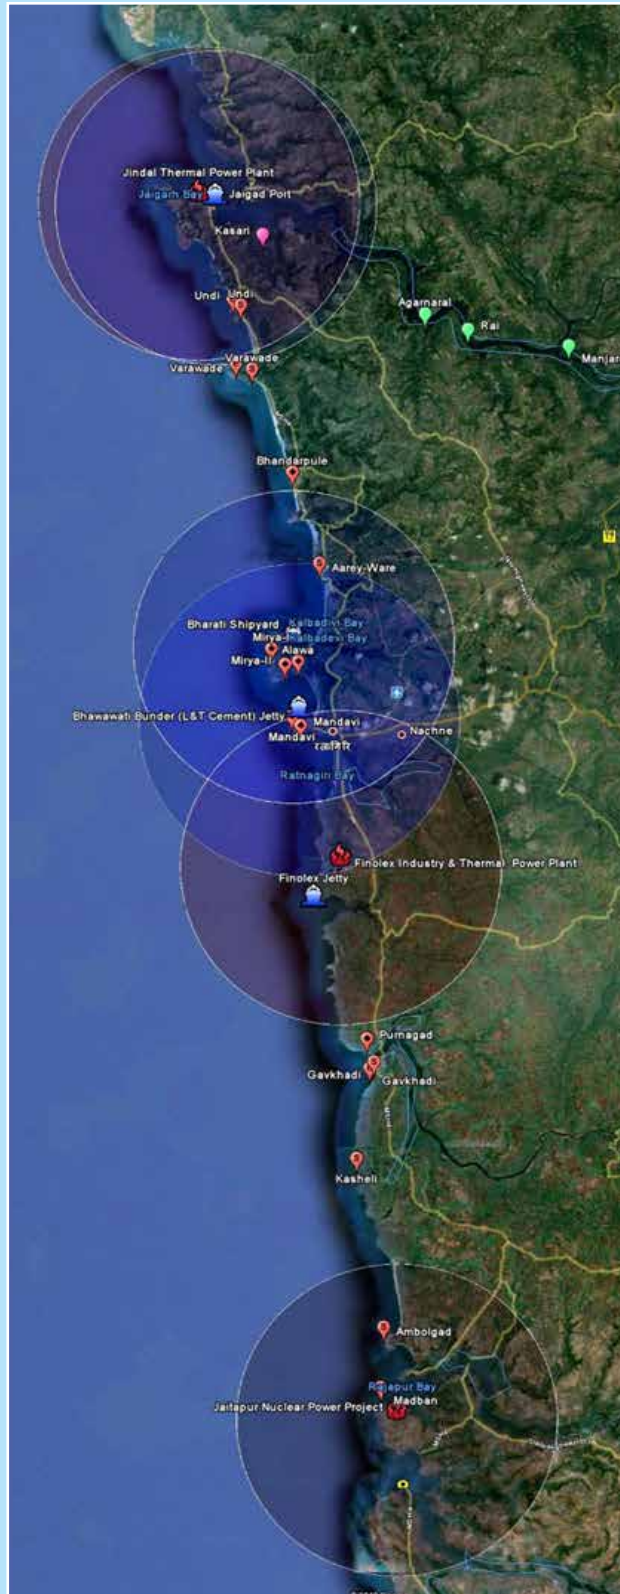 Jindal Thermal Power Plant
Jaigarh Bay
Jaigad Port
Kasari
Undi
Undi
Agarnaral
Rai
Manjar
Varawade
Varawade
Bhandarpule
Aarey-Ware
Bharati Shipyard
Kalbadivi Bay
Mirya-I
Kalbadevi Bay
Mirya-II
Alawa
Bhawawati Bunder (L&T Cement) Jetty
Mandavi
Mandavi
Nachne
Ratnagiri Bay
Finolex Industry & Thermal Power Plant
Finolex Jetty
Purnagad
Gavkhadi
Gavkhadi
Kasheli
Ambolgad
Rajapur Bay
Jaitapur Nuclear Power Project
Madban